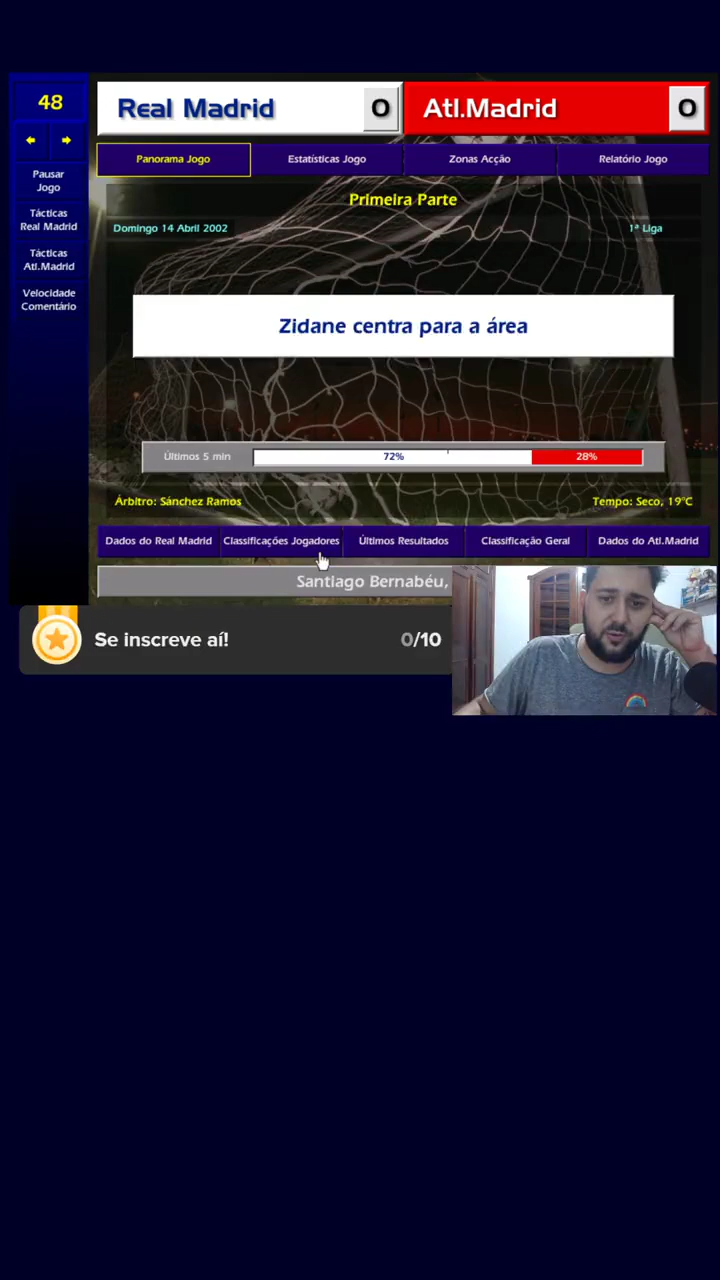 48
Real Madrid 0 Atl.Madrid 0
Panorama Jogo Estatísticas Jogo Zonas Acção Relatório Jogo
Pausar
Jogo
Tácticas
Real Madrid
Tácticas
Atl.Madrid
Velocidade
Comentário
Primeira Parte
Domingo 14 Abril 2002 1ª Liga
Zidane centra para a área
Últimos 5 min 72% 28%
Árbitro: Sánchez Ramos Tempo: Seco, 19°C
Dados do Real Madrid Classificações Jogadores Últimos Resultados Classificação Geral Dados do Atl.Madrid
Santiago Bernabéu,
Se inscreve aí! 0/10